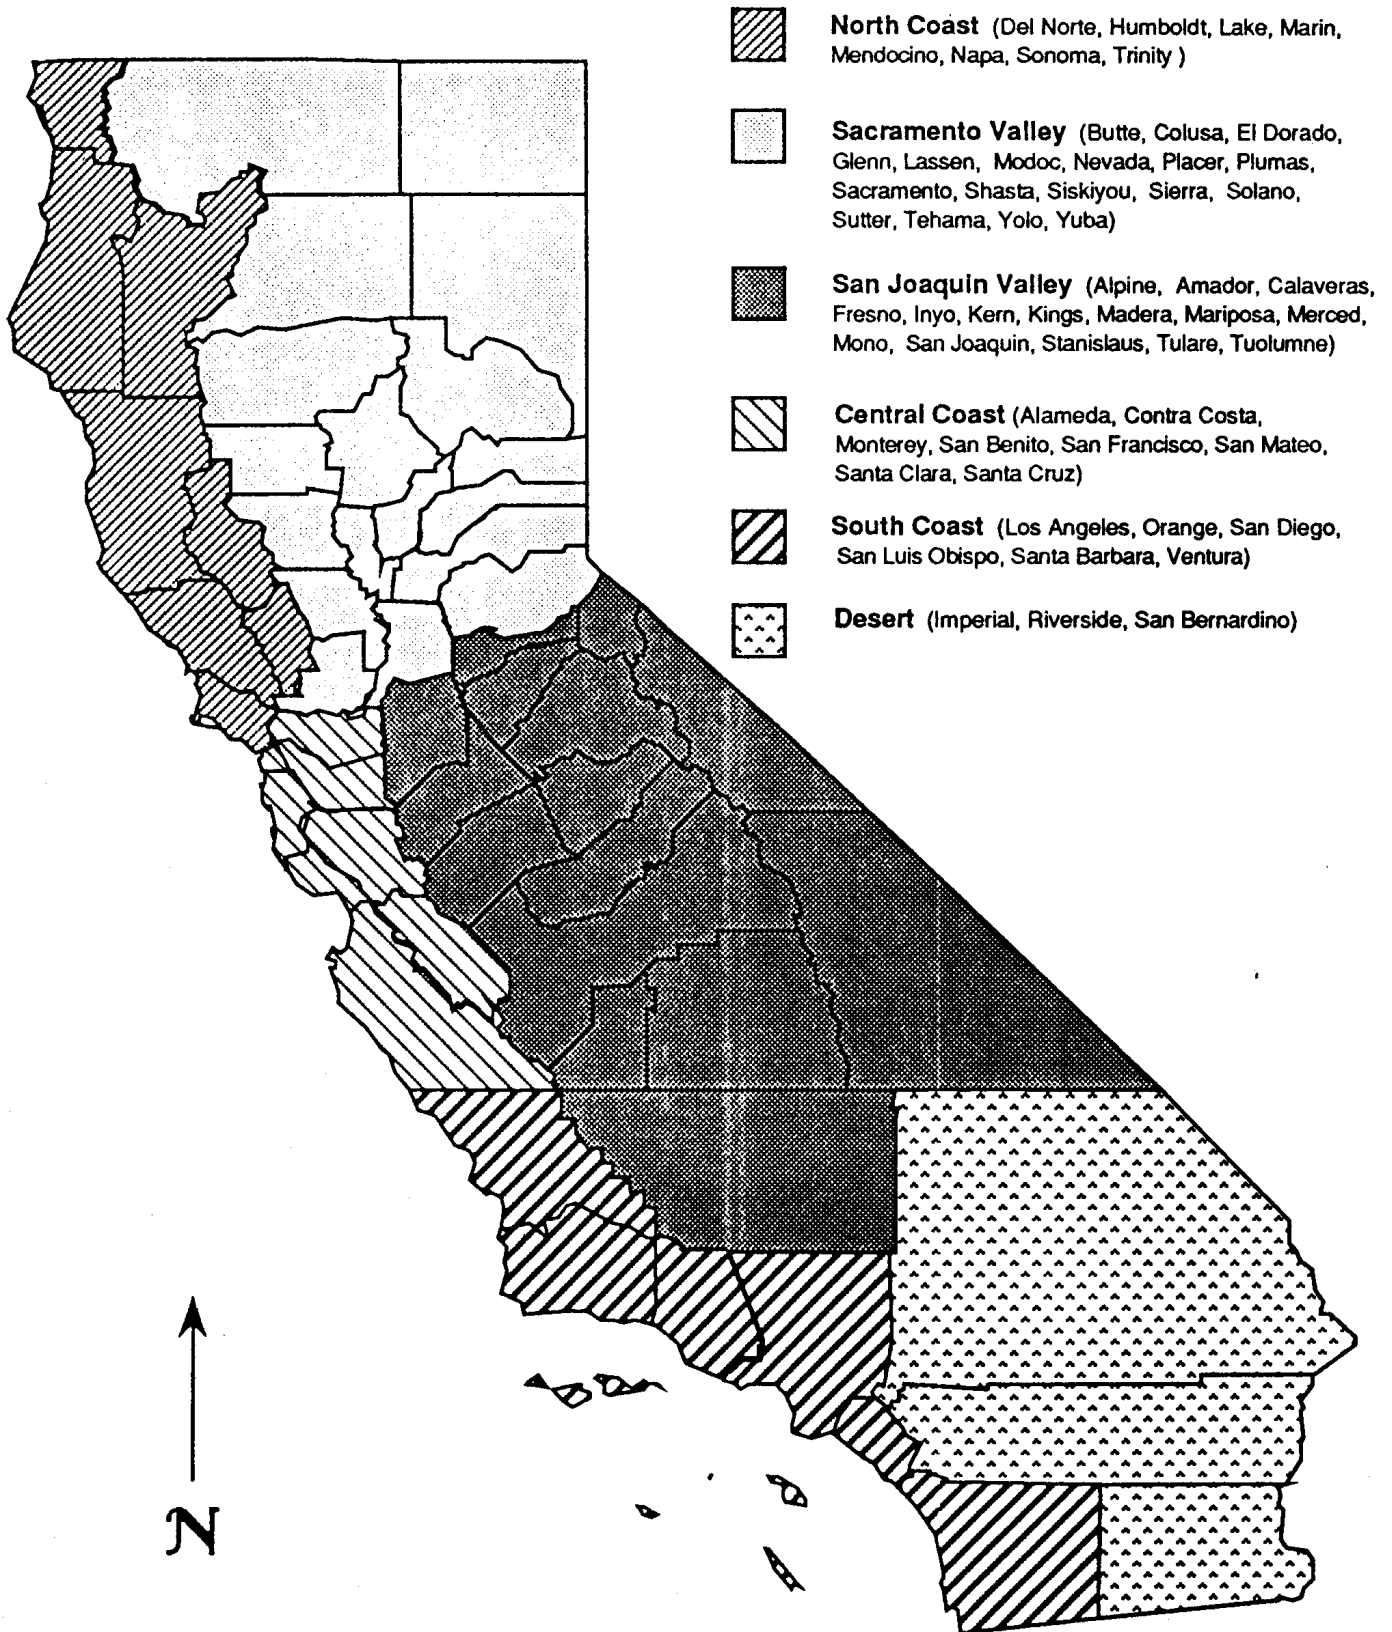 North Coast (Del Norte, Humboldt, Lake, Marin,
Mendocino, Napa, Sonoma, Trinity )
Sacramento Valley (Butte, Colusa, El Dorado,
Glenn, Lassen, Modoc, Nevada, Placer, Plumas,
Sacramento, Shasta, Siskiyou, Sierra, Solano,
Sutter, Tehama, Yolo, Yuba)
San Joaquin Valley (Alpine, Amador, Calaveras,
Fresno, Inyo, Kern, Kings, Madera, Mariposa, Merced,
Mono, San Joaquin, Stanislaus, Tulare, Tuolumne)
Central Coast (Alameda, Contra Costa,
Monterey, San Benito, San Francisco, San Mateo,
Santa Clara, Santa Cruz)
South Coast (Los Angeles, Orange, San Diego,
San Luis Obispo, Santa Barbara, Ventura)
Desert (Imperial, Riverside, San Bernardino)
N